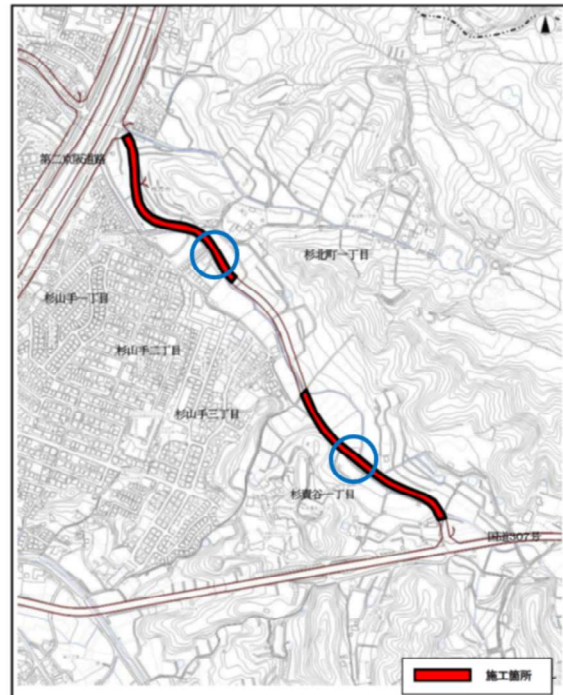 第二京阪道路
杉北町一丁目
杉山手一丁目
杉山手二丁目
杉山手三丁目
杉責谷一丁目
国道307号
施工箇所